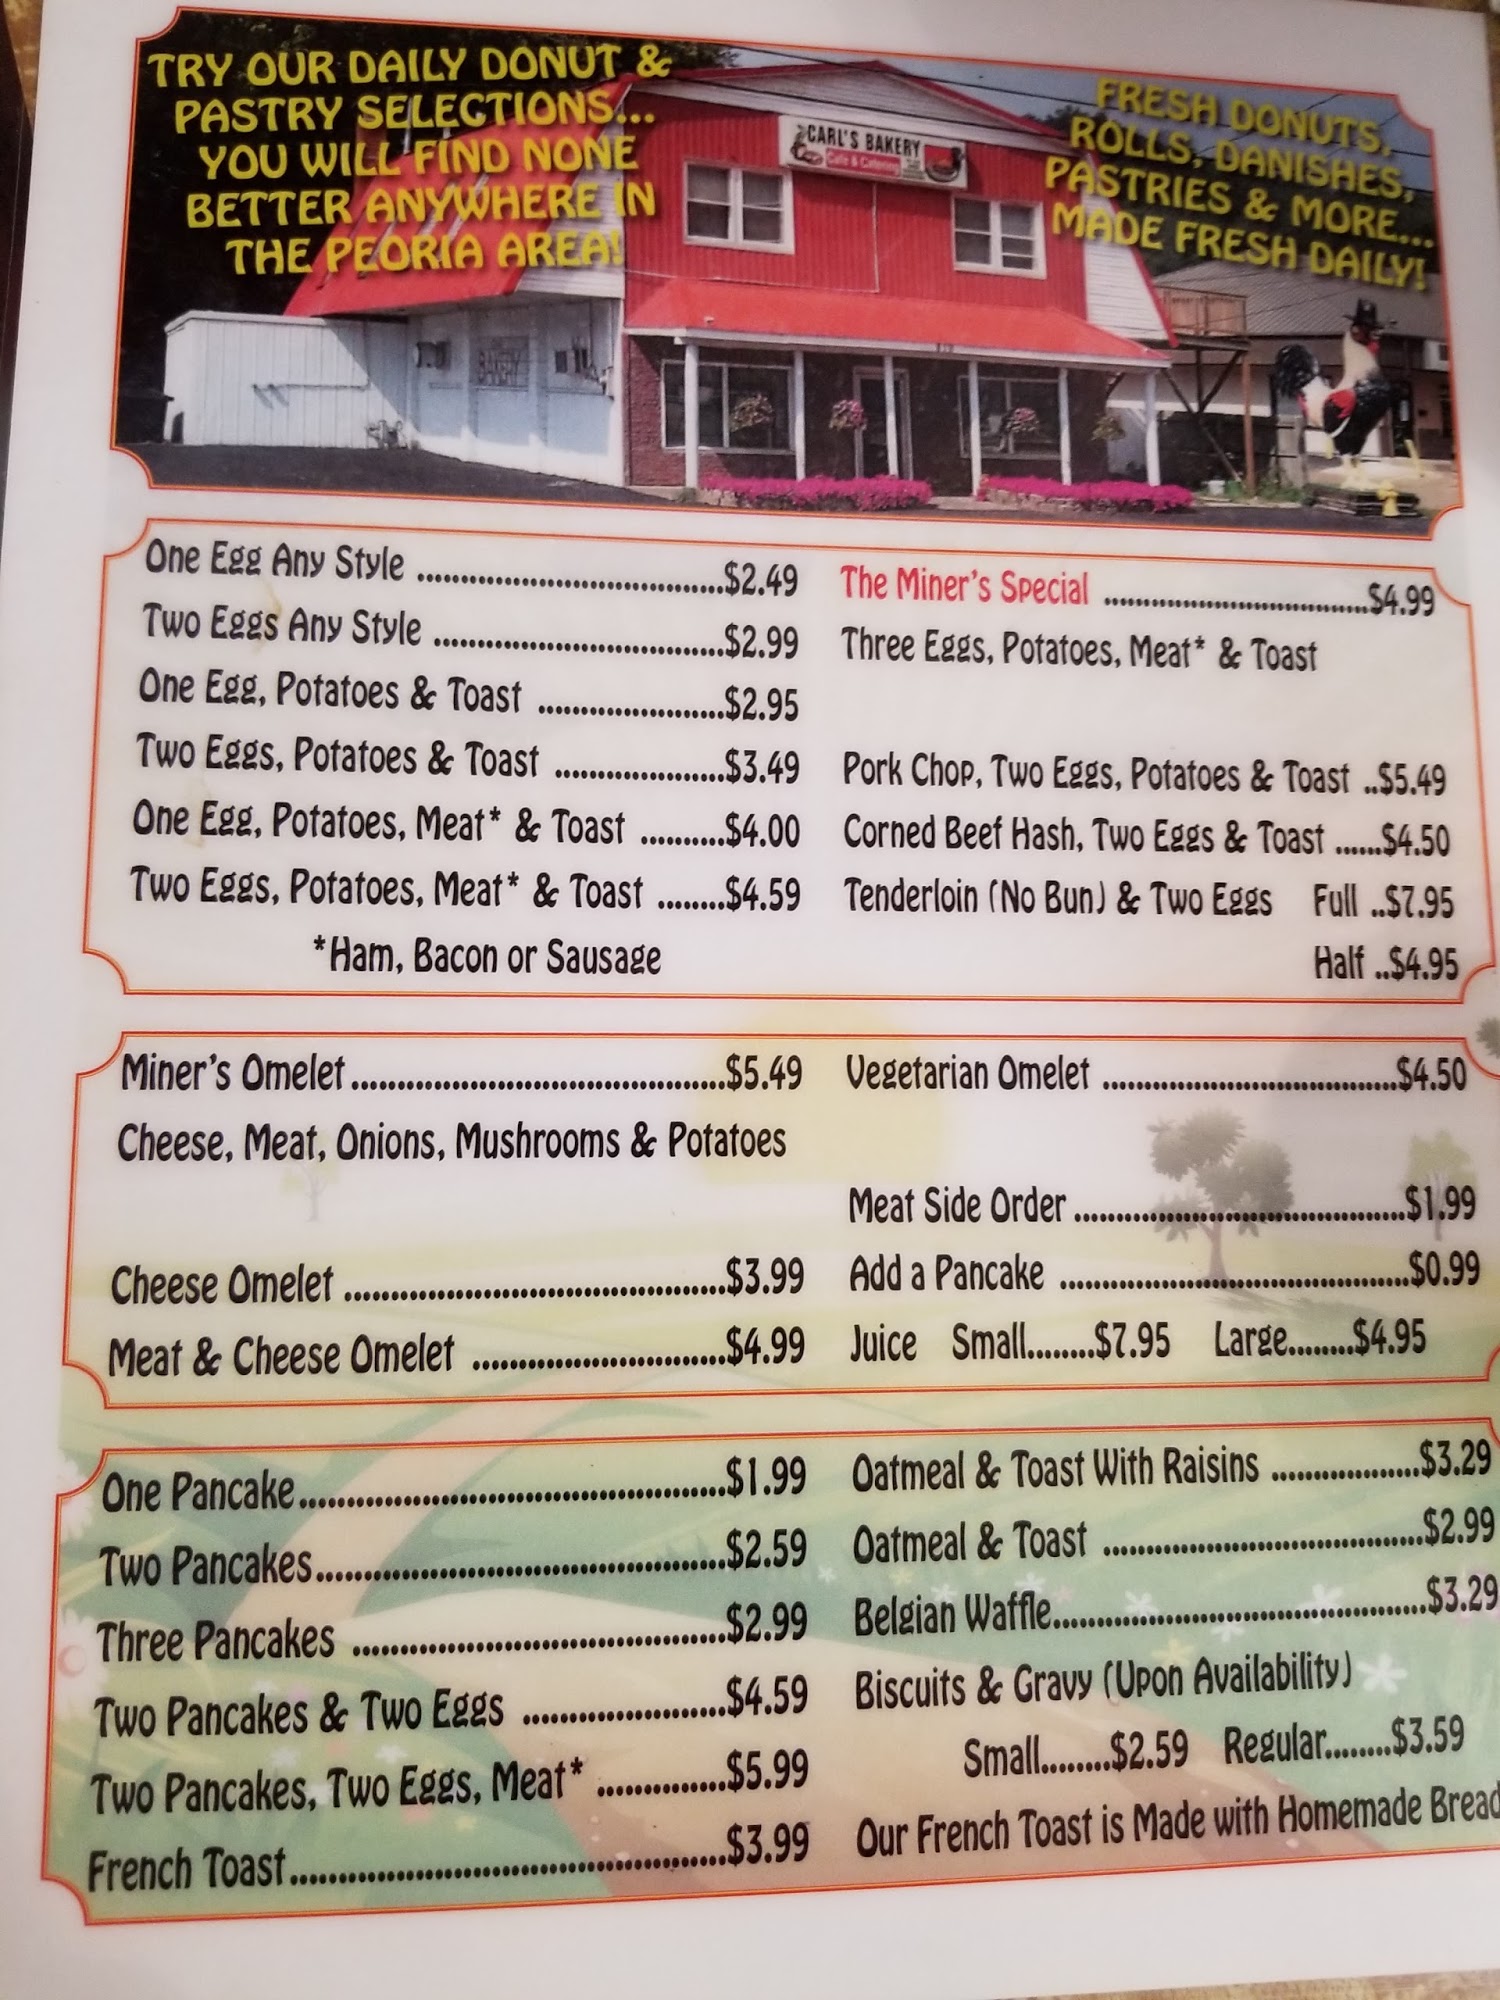 TRY OUR DAILY DONUT &
PASTRY SELECTIONS...
YOU WILL FIND NONE
BETTER ANYWHERE IN
THE PEORIA AREA!
FRESH DONUTS,
ROLLS, DANISHES,
PASTRIES & MORE...
MADE FRESH DAILY!
CARL'S BAKERY
Cafe & Catering
BAKERY
One Egg Any Style ..................................$2.49
Two Eggs Any Style ................................$2.99
One Egg, Potatoes & Toast .....................$2.95
Two Eggs, Potatoes & Toast ...................$3.49
One Egg, Potatoes, Meat* & Toast ..........$4.00
Two Eggs, Potatoes, Meat* & Toast ........$4.59
*Ham, Bacon or Sausage
The Miner's Special ..................................$4.99
Three Eggs, Potatoes, Meat* & Toast
Pork Chop, Two Eggs, Potatoes & Toast ..$5.49
Corned Beef Hash, Two Eggs & Toast ......$4.50
Tenderloin (No Bun) & Two Eggs Full ..$7.95
Half ..$4.95
Miner's Omelet.........................................$5.49
Cheese, Meat, Onions, Mushrooms & Potatoes
Cheese Omelet .........................................$3.99
Meat & Cheese Omelet ...........................$4.99
Vegetarian Omelet ....................................$4.50
Meat Side Order ........................................$1.99
Add a Pancake ..........................................$0.99
Juice Small.........$7.95 Large.........$4.95
One Pancake..............................................$1.99
Two Pancakes............................................$2.59
Three Pancakes ........................................$2.99
Two Pancakes & Two Eggs ......................$4.59
Two Pancakes, Two Eggs, Meat* ..............$5.99
French Toast..............................................$3.99
Oatmeal & Toast With Raisins ...................$3.29
Oatmeal & Toast .......................................$2.99
Belgian Waffle............................................$3.29
Biscuits & Gravy (Upon Availability)
Small.........$2.59 Regular.........$3.59
Our French Toast is Made with Homemade Bread